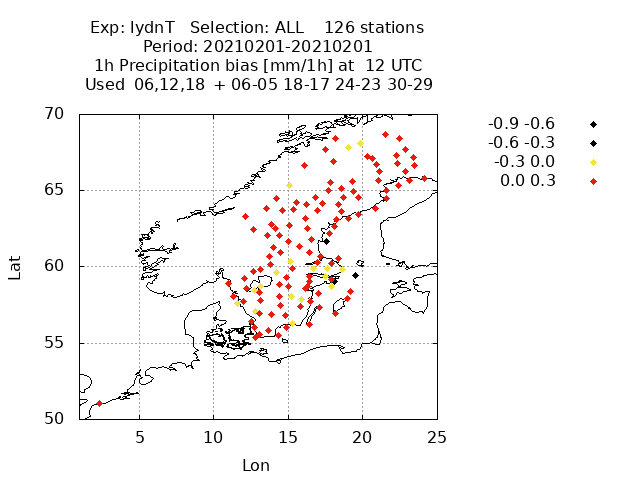 Exp: IydnT Selection: ALL 126 stations
Period: 20210201-20210201
1h Precipitation bias [mm/1h] at 12 UTC
Used 06,12,18 + 06-05 18-17 24-23 30-29
-0.9 -0.6
-0.6 -0.3
-0.3 0.0
0.0 0.3
Lat
70
65
60
55
50
5 10 15 20 25
Lon